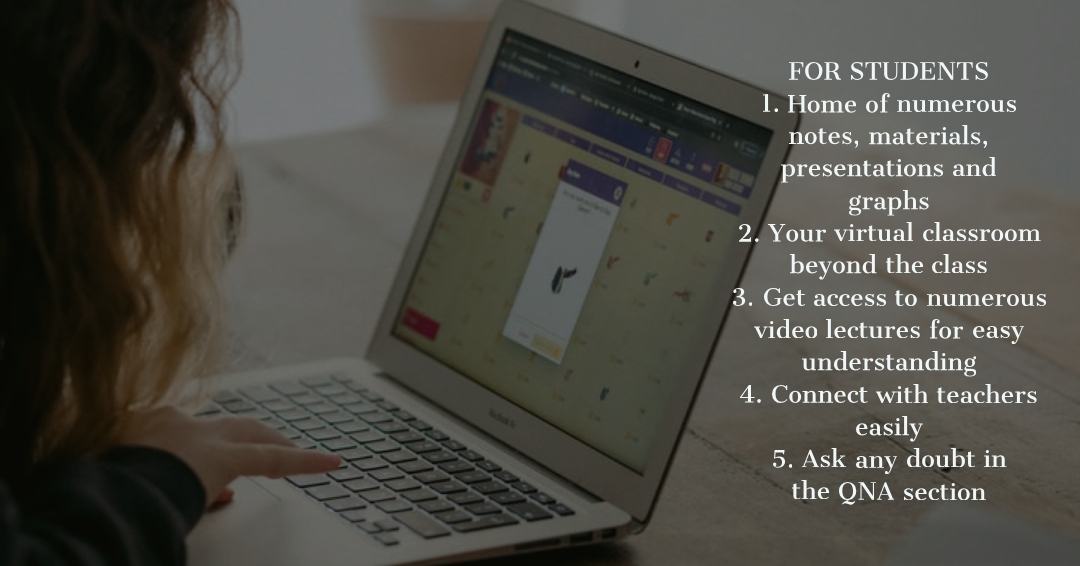 FOR STUDENTS
1. Home of numerous
notes, materials,
presentations and
graphs
2. Your virtual classroom
beyond the class
3. Get access to numerous
video lectures for easy
understanding
4. Connect with teachers
easily
5. Ask any doubt in
the QNA section